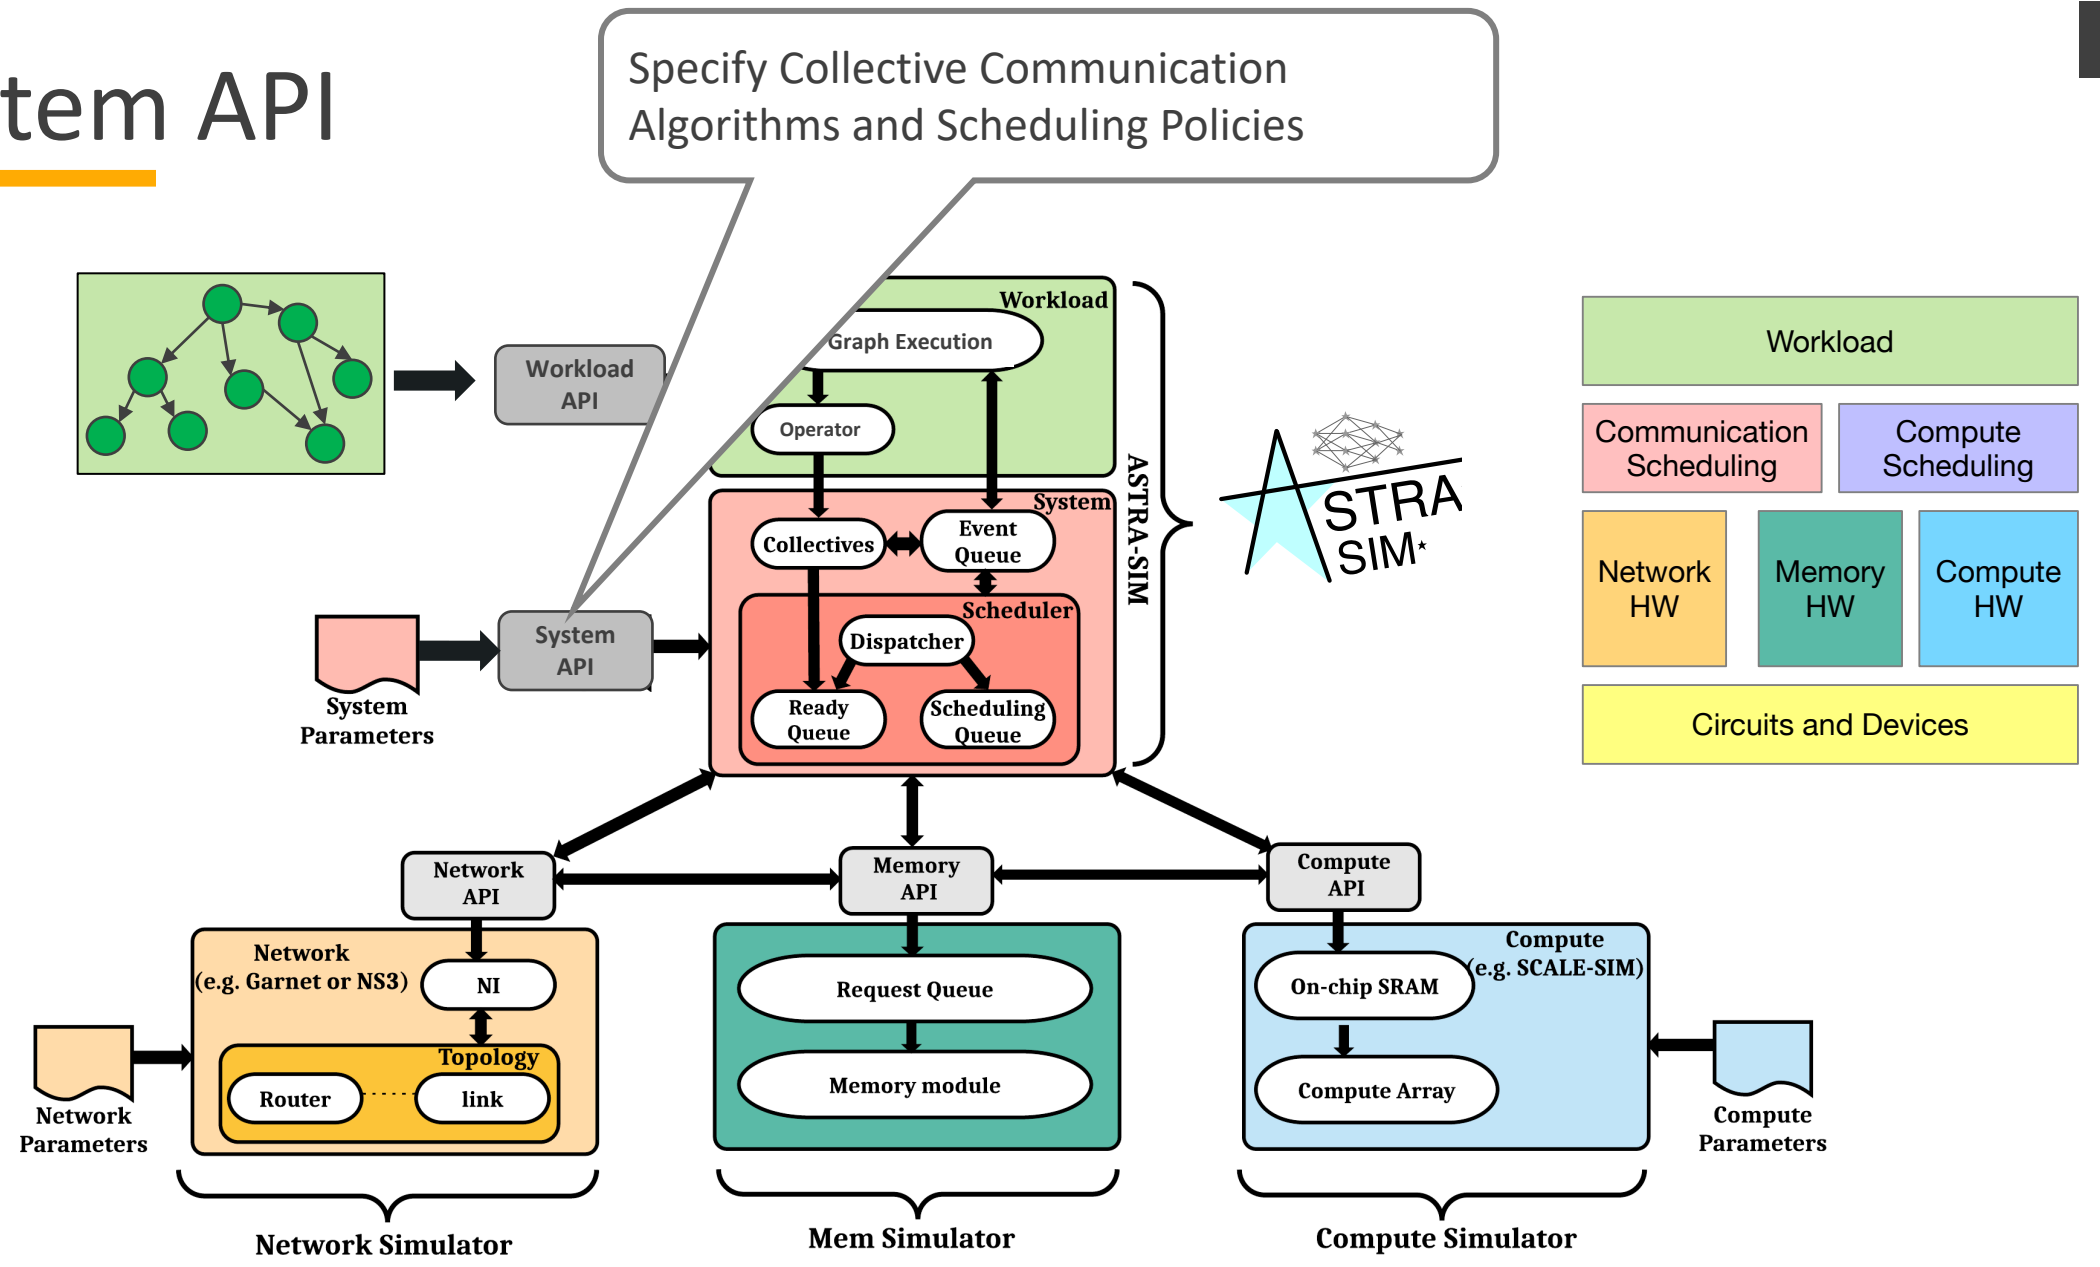 tem API
Specify Collective Communication
Algorithms and Scheduling Policies
Workload
API
Workload
Graph Execution
Operator
System
Collectives
Event
Queue
Scheduler
Dispatcher
Ready
Queue
Scheduling
Queue
ASTRA-SIM
System
API
System
Parameters
STRA
SIM
Workload
Communication
Scheduling
Compute
Scheduling
Network
HW
Memory
HW
Compute
HW
Circuits and Devices
Network
API
Memory
API
Compute
API
Network
(e.g. Garnet or NS3)
NI
Topology
Router
link
Network
Parameters
Request Queue
Memory module
Compute
(e.g. SCALE-SIM)
On-chip SRAM
Compute Array
Compute
Parameters
Network Simulator
Mem Simulator
Compute Simulator